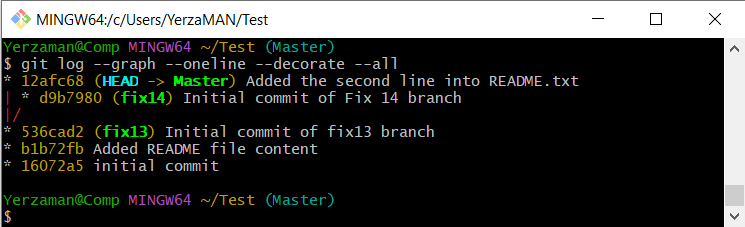 MINGW64:/c/Users/YerzaMAN/Test
Yerzaman@Comp MINGW64 ~/Test (Master)
$ git log --graph --oneline --decorate --all
* 12afc68 (HEAD -> Master) Added the second line into README.txt
| * d9b7980 (fix14) Initial commit of Fix 14 branch
|/
* 536cad2 (fix13) Initial commit of fix13 branch
* b1b72fb Added README file content
* 16072a5 initial commit
Yerzaman@Comp MINGW64 ~/Test (Master)
$